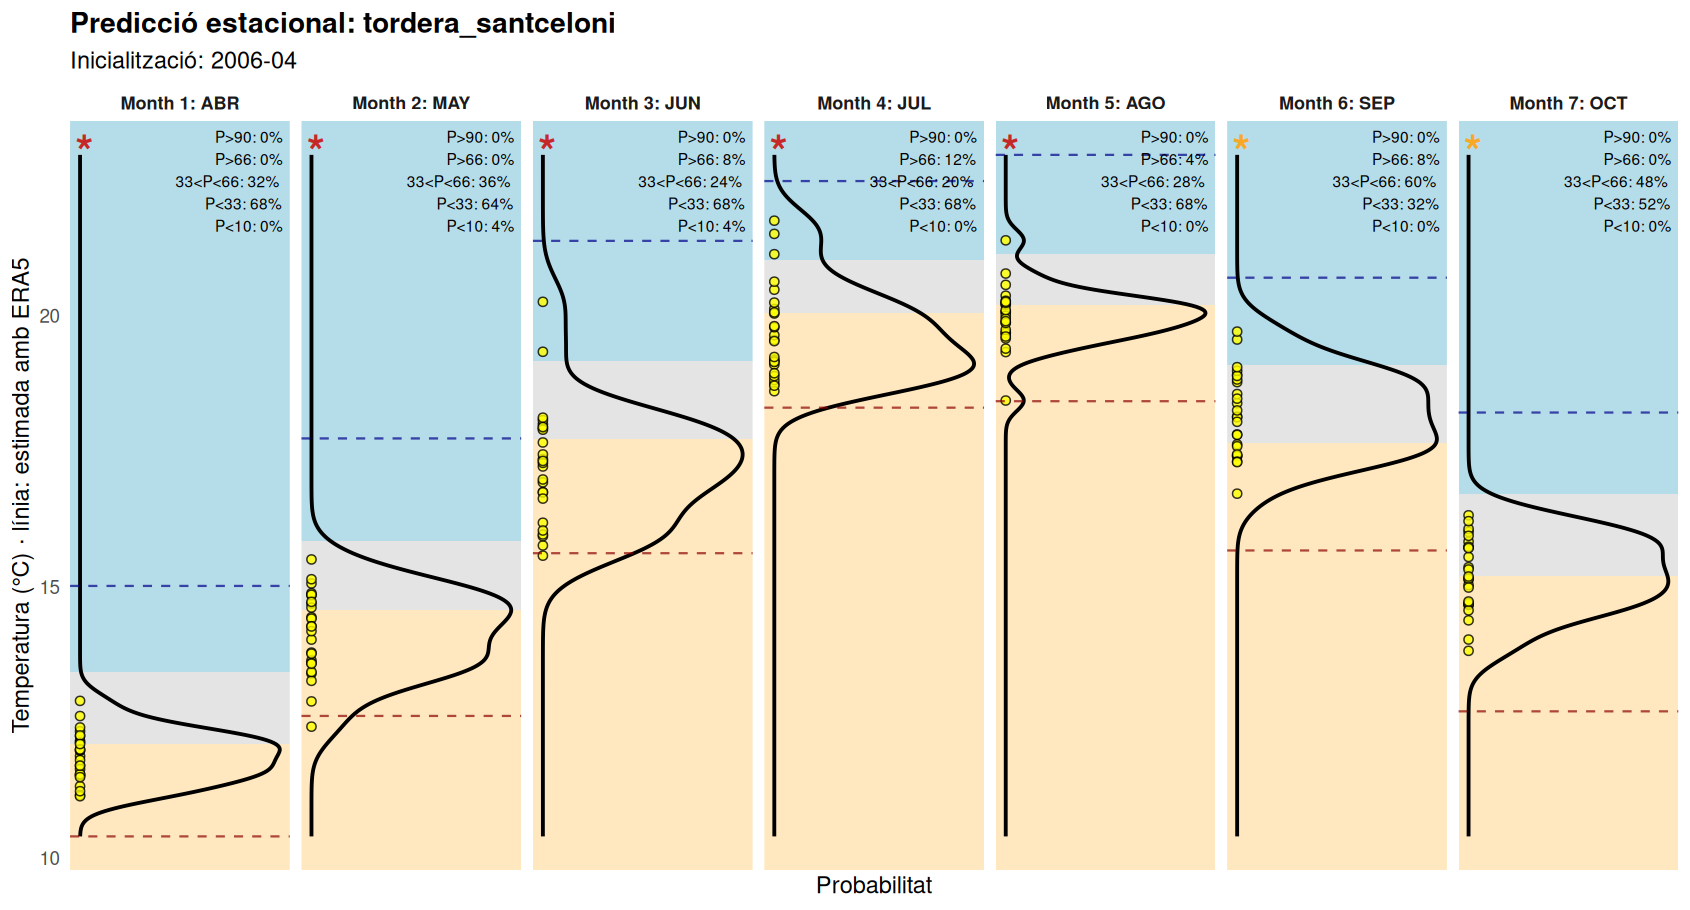 Predicció estacional: tordera_santceloni
Inicialització: 2006-04
Month 1: ABR
Month 2: MAY
Month 3: JUN
Month 4: JUL
Month 5: AGO
Month 6: SEP
Month 7: OCT
*
P>90: 0%
P>66: 0%
33<P<66: 32%
P<33: 68%
P<10: 0%
*
P>90: 0%
P>66: 0%
33<P<66: 36%
P<33: 64%
P<10: 4%
*
P>90: 0%
P>66: 8%
33<P<66: 24%
P<33: 68%
P<10: 4%
*
P>90: 0%
P>66: 12%
33<P<66: 20%
P<33: 68%
P<10: 0%
*
P>90: 0%
P>66: 4%
33<P<66: 28%
P<33: 68%
P<10: 0%
*
P>90: 0%
P>66: 8%
33<P<66: 60%
P<33: 32%
P<10: 0%
*
P>90: 0%
P>66: 0%
33<P<66: 48%
P<33: 52%
P<10: 0%
Temperatura (°C) · línia: estimada amb ERA5
20
15
10
Probabilitat